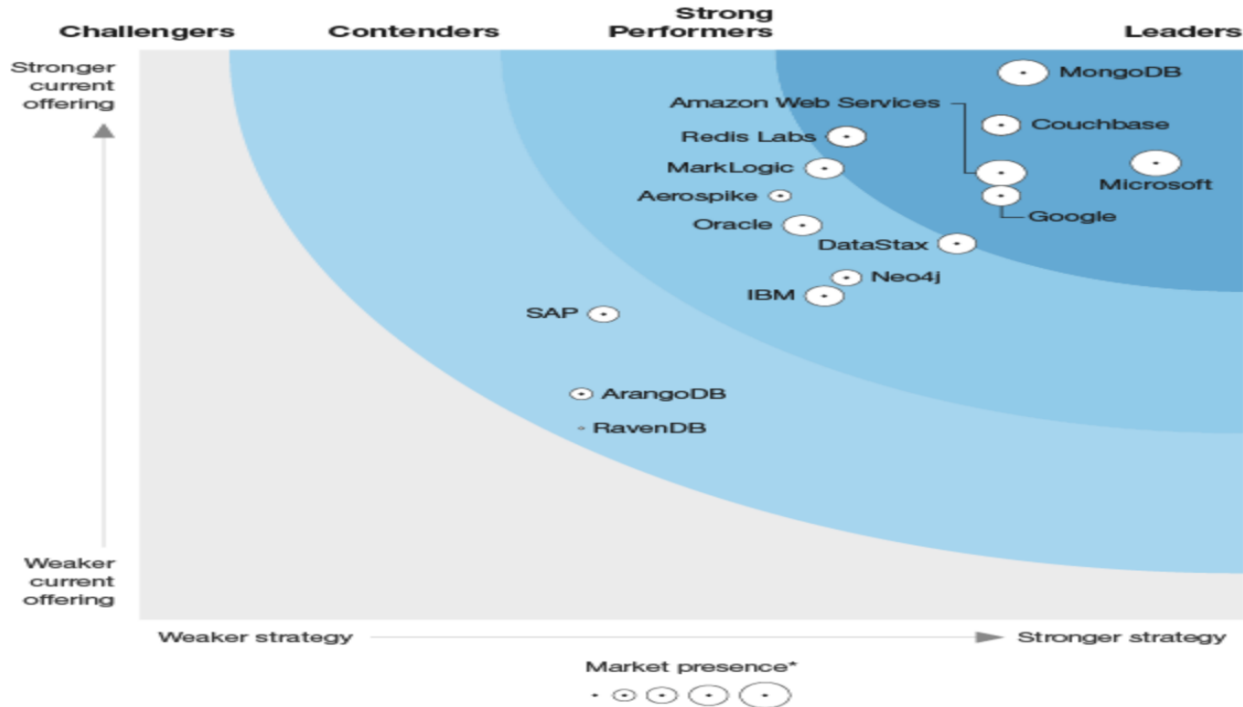 Challengers
Contenders
Strong
Performers
Leaders
Stronger
current
offering
MongoDB
Amazon Web Services
Couchbase
Redis Labs
MarkLogic
Microsoft
Aerospike
Google
Oracle
DataStax
Neo4j
IBM
SAP
ArangoDB
RavenDB
Weaker
current
offering
Weaker strategy
Stronger strategy
Market presence*